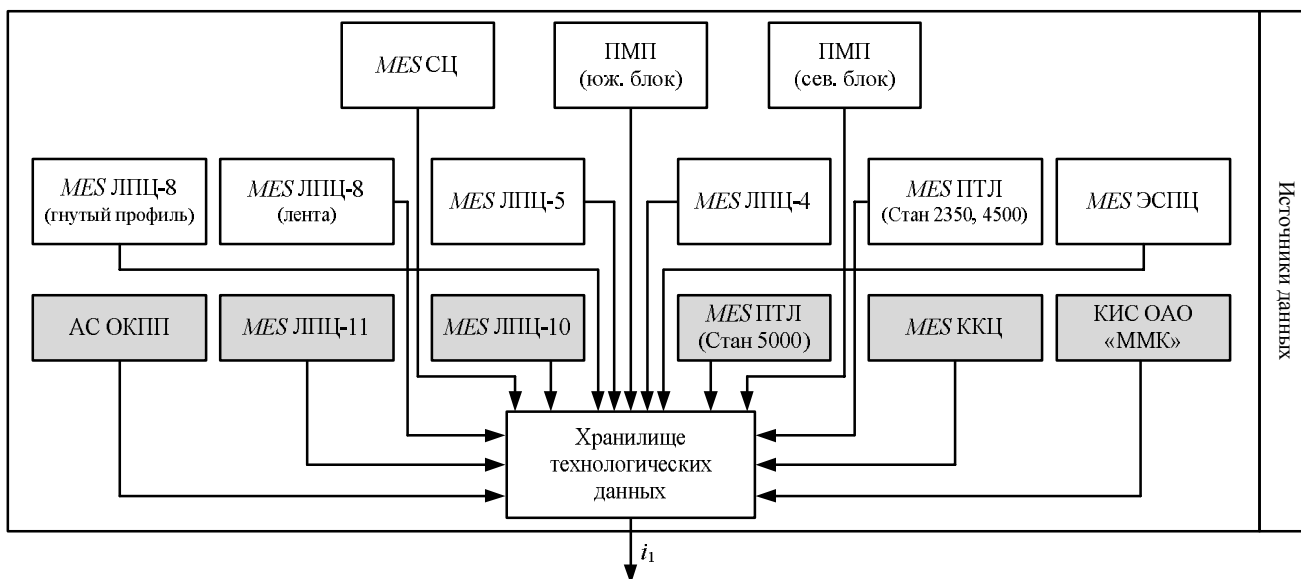 MES СЦ
ПМП
(юж. блок)
ПМП
(сев. блок)
MES ЛПЦ-8
(гнутый профиль)
MES ЛПЦ-8
(лента)
MES ЛПЦ-5
MES ЛПЦ-4
MES ПТЛ
(Стан 2350, 4500)
MES ЭСПЦ
АС ОКПП
MES ЛПЦ-11
MES ЛПЦ-10
MES ПТЛ
(Стан 5000)
MES ККЦ
КИС ОАО
«ММК»
Хранилище
технологических
данных
i₁
Источники данных